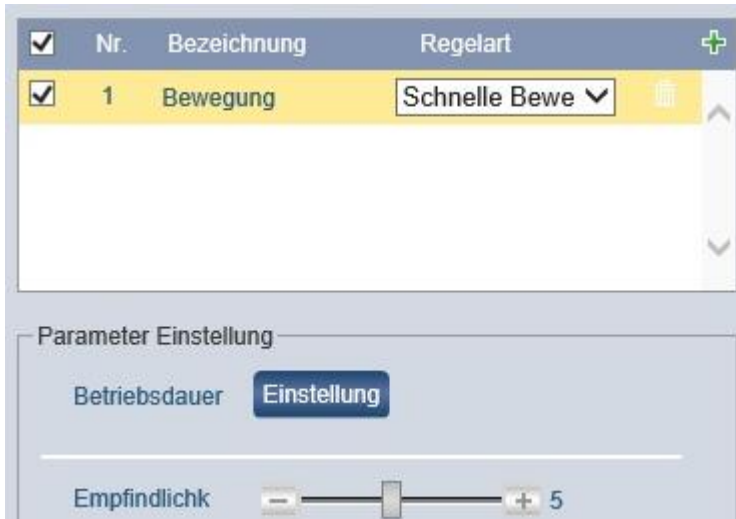 Nr. Bezeichnung Regelart
1 Bewegung Schnelle Bewe
Parameter Einstellung
Betriebsdauer Einstellung
Empfindlichk 5